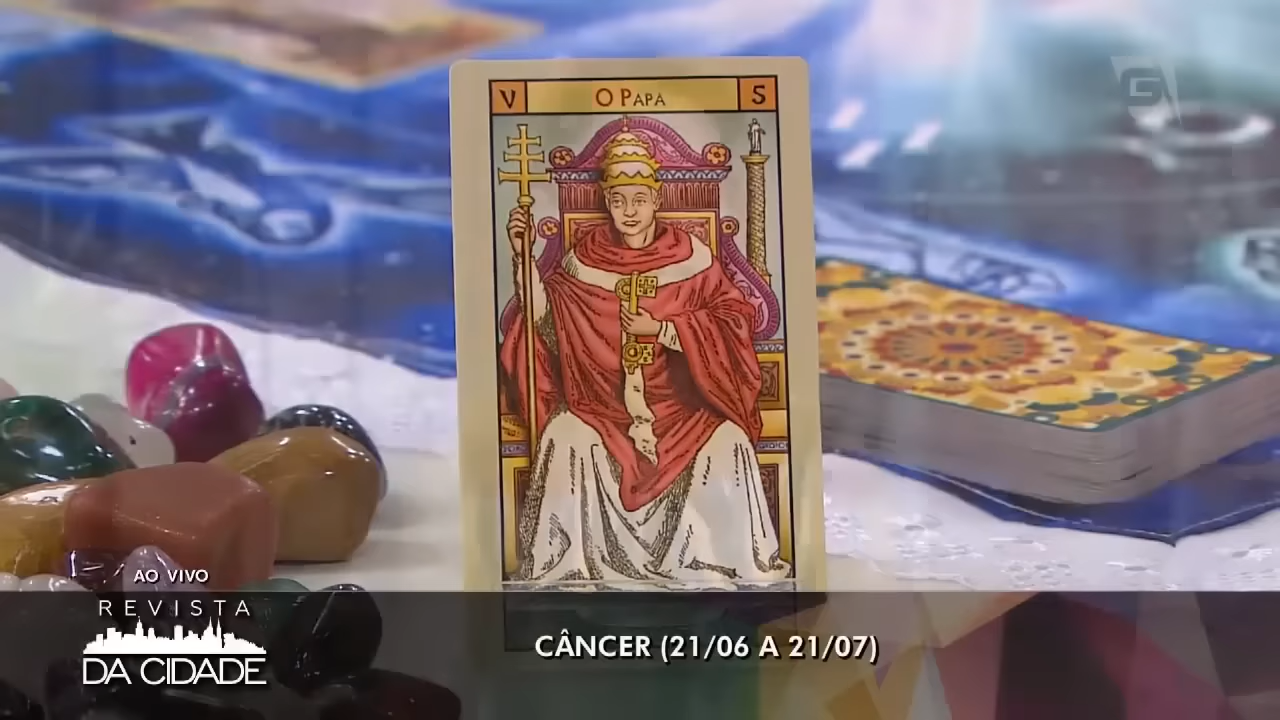 V
O PAPA
5
G
AO VIVO
REVISTA
DA CIDADE
CÂNCER (21/06 A 21/07)